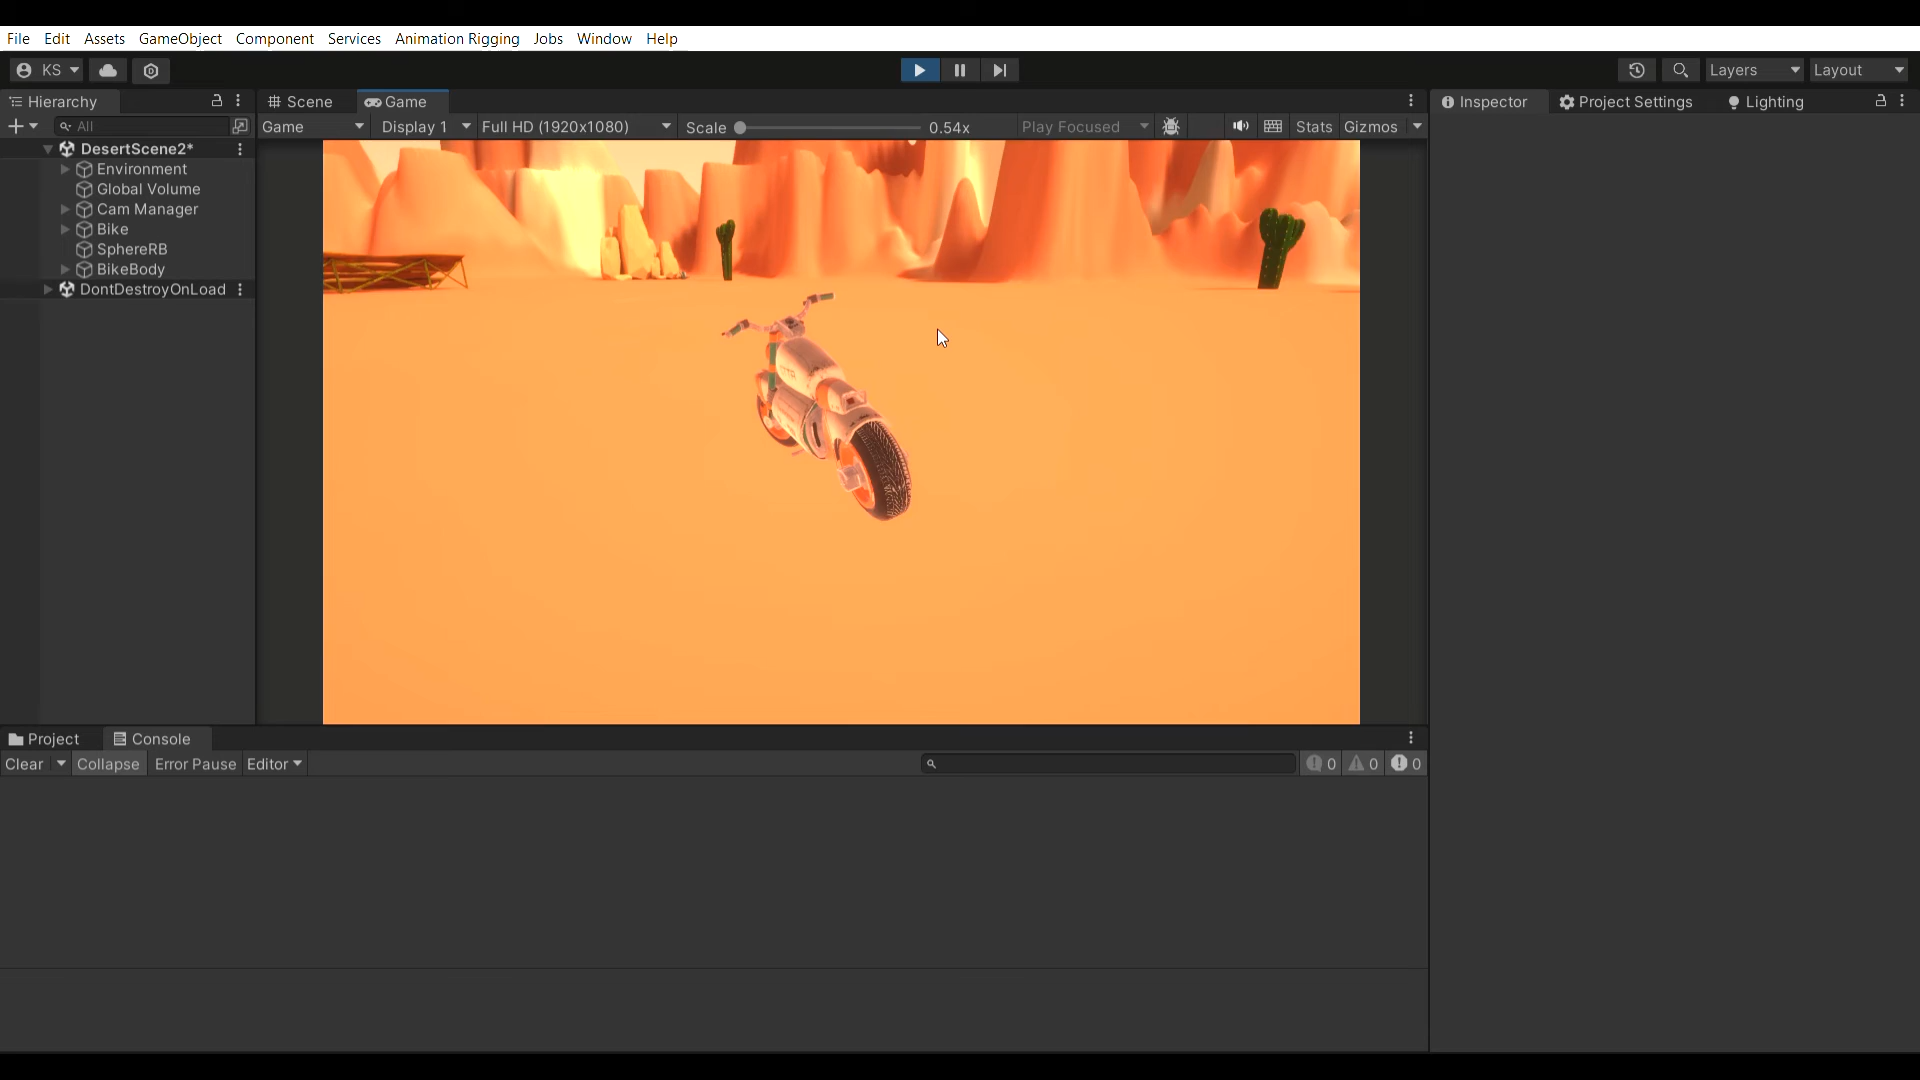 File Edit Assets GameObject Component Services Animation Rigging Jobs Window Help
KS Layers Layout
Hierarchy Scene Game Inspector Project Settings Lighting
All Game Display 1 Full HD (1920x1080) Scale 0.54x Play Focused Stats Gizmos
DesertScene2*
Environment
Global Volume
Cam Manager
Bike
SphereRB
BikeBody
DontDestroyOnLoad
Project Console
Clear Collapse Error Pause Editor 0 0 0